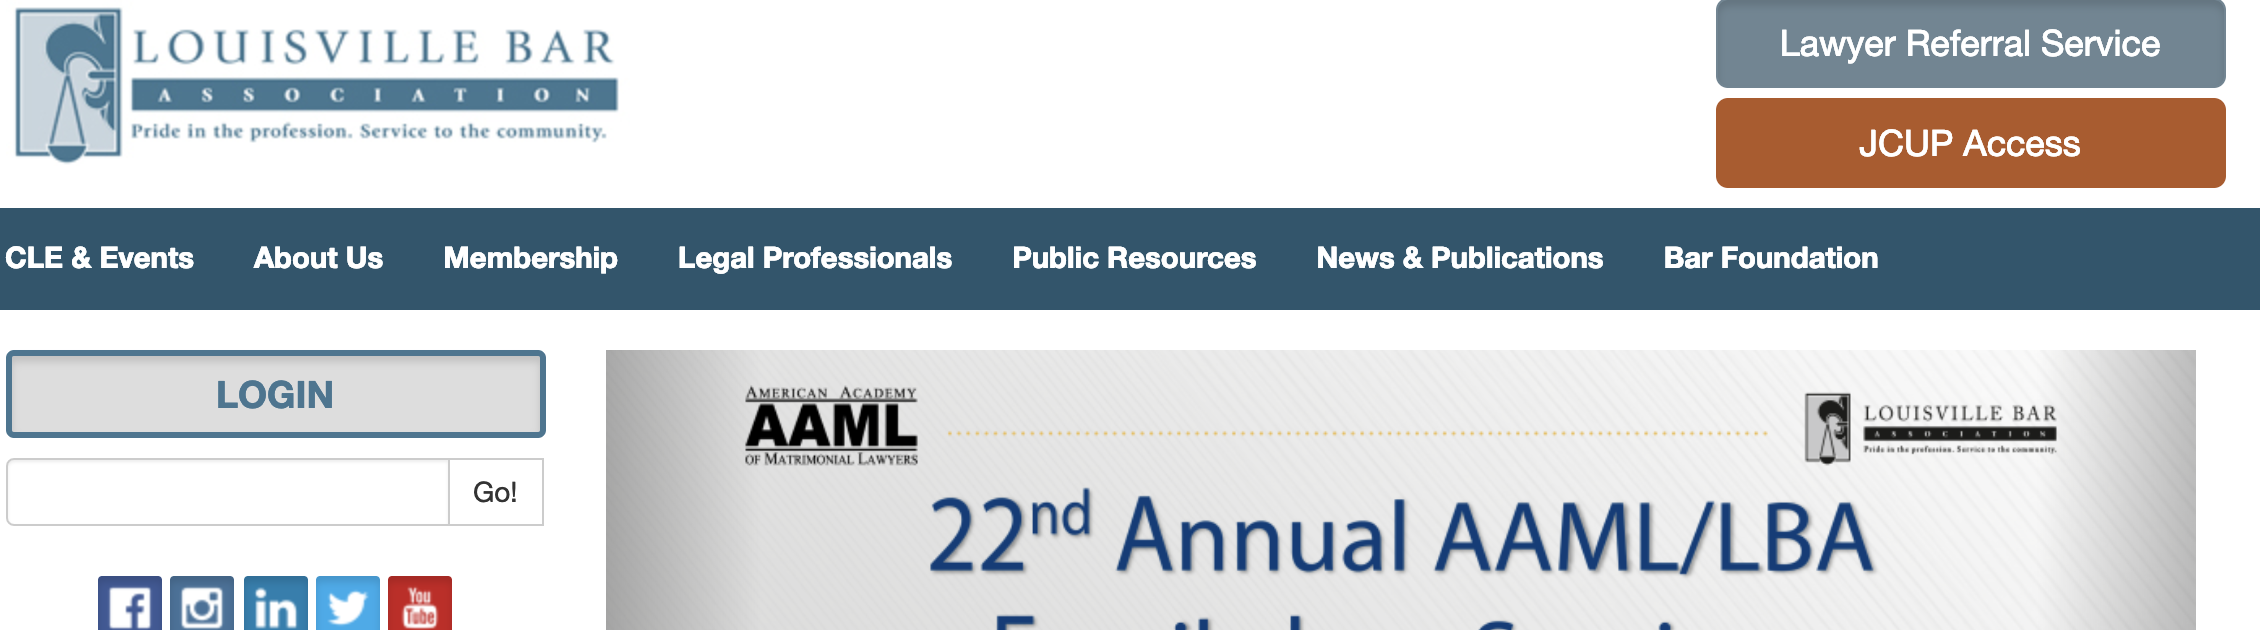 LOUISVILLE BAR
ASSOCIATION
Pride in the profession. Service to the community.
Lawyer Referral Service
JCUP Access
CLE & Events About Us Membership Legal Professionals Public Resources News & Publications Bar Foundation
LOGIN
Go!
f in You Tube
AMERICAN ACADEMY
AAML
OF MATRIMONIAL LAWYERS
LOUISVILLE BAR
ASSOCIATION
Pride in the profession. Service to the community.
22nd Annual AAML/LBA